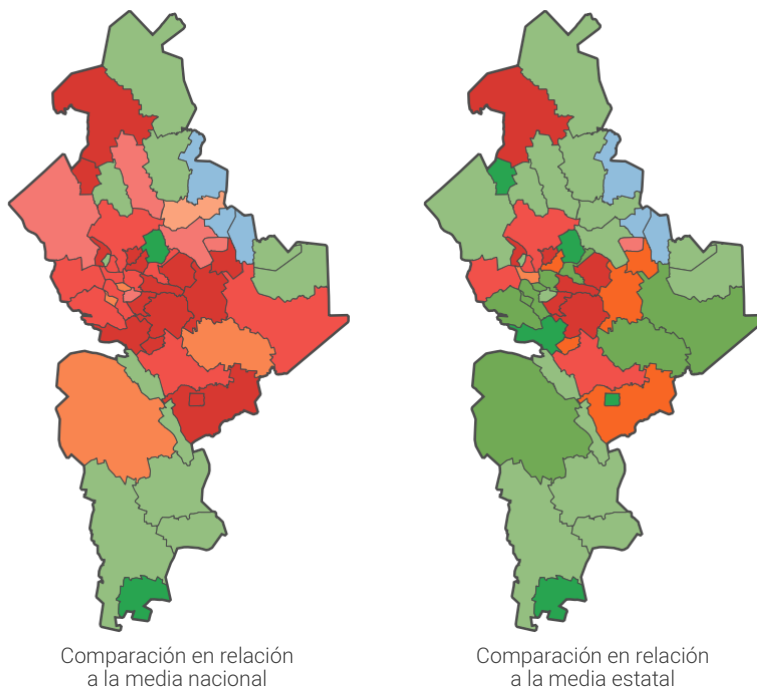 Comparación en relación
a la media nacional
Comparación en relación
a la media estatal